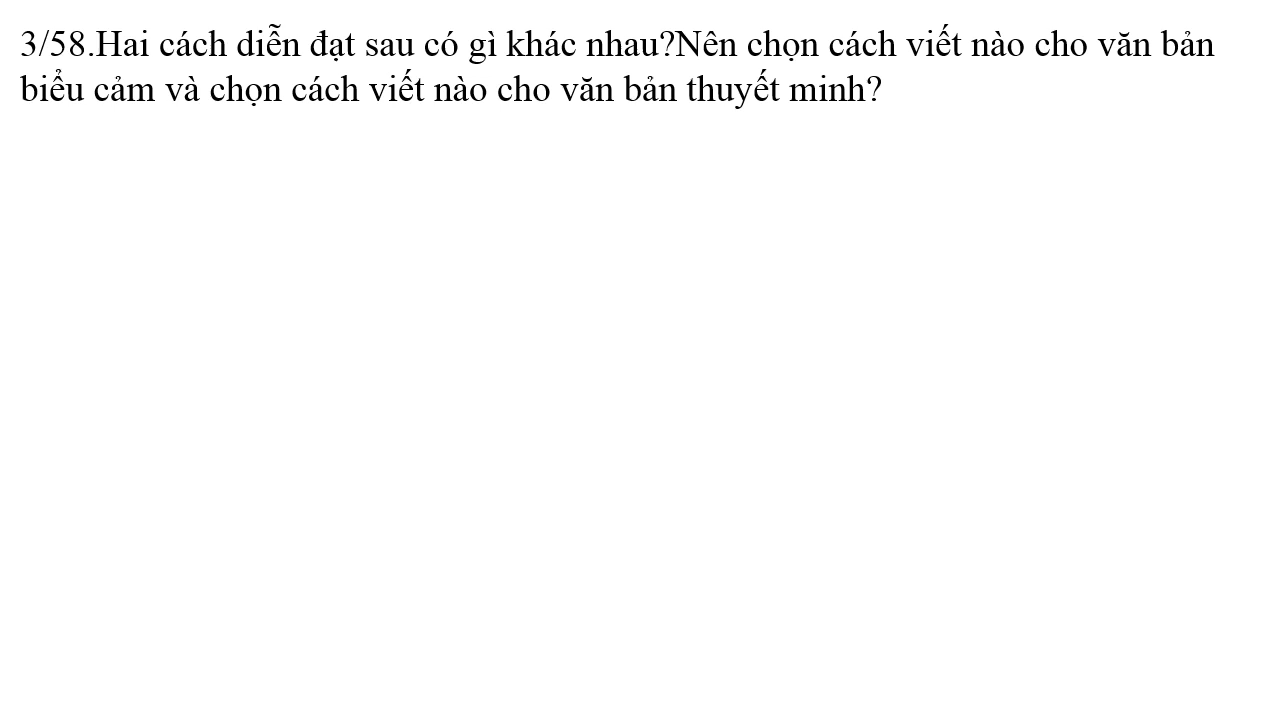 3/58.Hai cách diễn đạt sau có gì khác nhau?Nên chọn cách viết nào cho văn bản
biểu cảm và chọn cách viết nào cho văn bản thuyết minh?